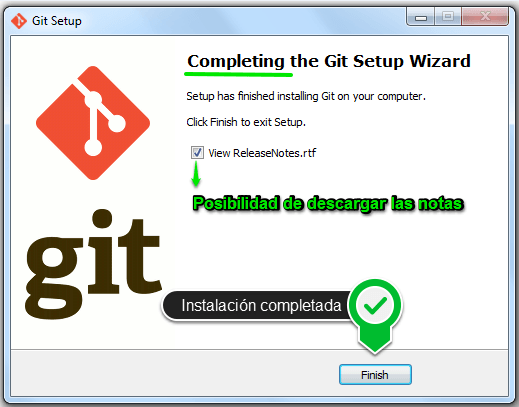 Git Setup
Completing the Git Setup Wizard
Setup has finished installing Git on your computer.
Click Finish to exit Setup.
View ReleaseNotes.rtf
Posibilidad de descargar las notas
git
Instalación completada
Finish